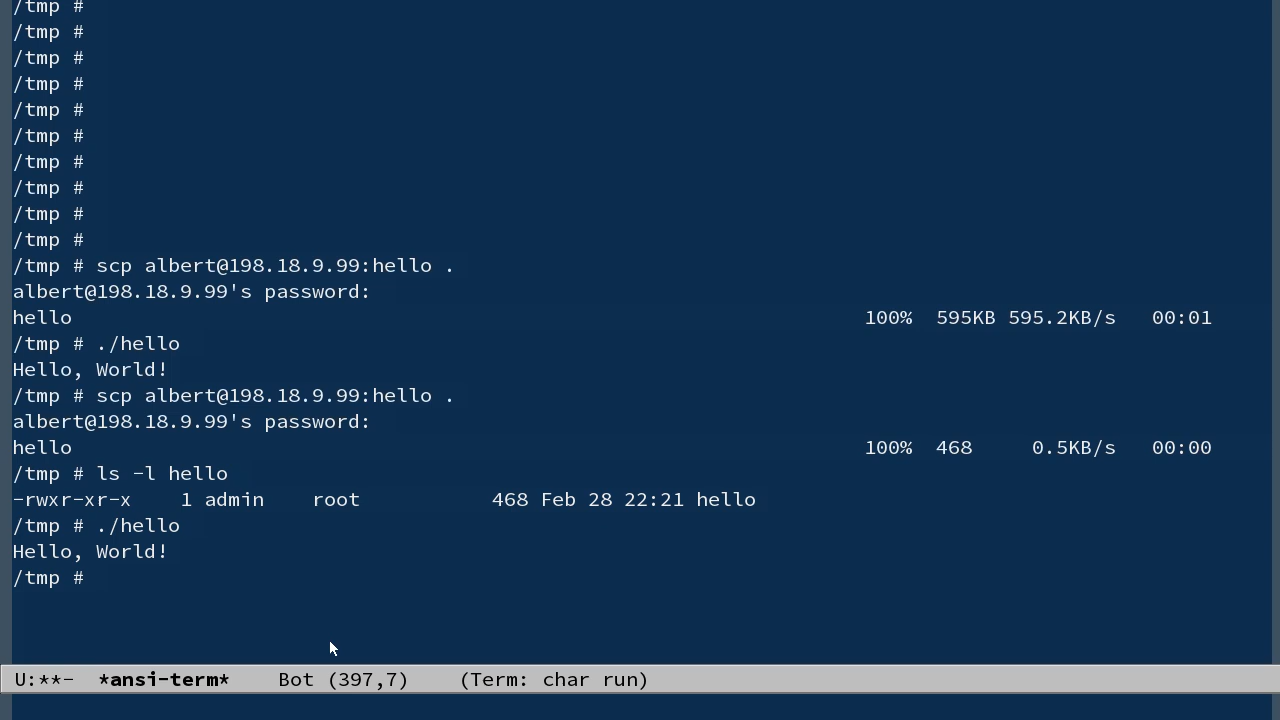 /tmp #
/tmp #
/tmp #
/tmp #
/tmp #
/tmp #
/tmp #
/tmp #
/tmp #
/tmp #
/tmp # scp albert@198.18.9.99:hello .
albert@198.18.9.99's password:
hello 100% 595KB 595.2KB/s 00:01
/tmp # ./hello
Hello, World!
/tmp # scp albert@198.18.9.99:hello .
albert@198.18.9.99's password:
hello 100% 468 0.5KB/s 00:00
/tmp # ls -l hello
-rwxr-xr-x 1 admin root 468 Feb 28 22:21 hello
/tmp # ./hello
Hello, World!
/tmp #
U:**- *ansi-term* Bot (397,7) (Term: char run)